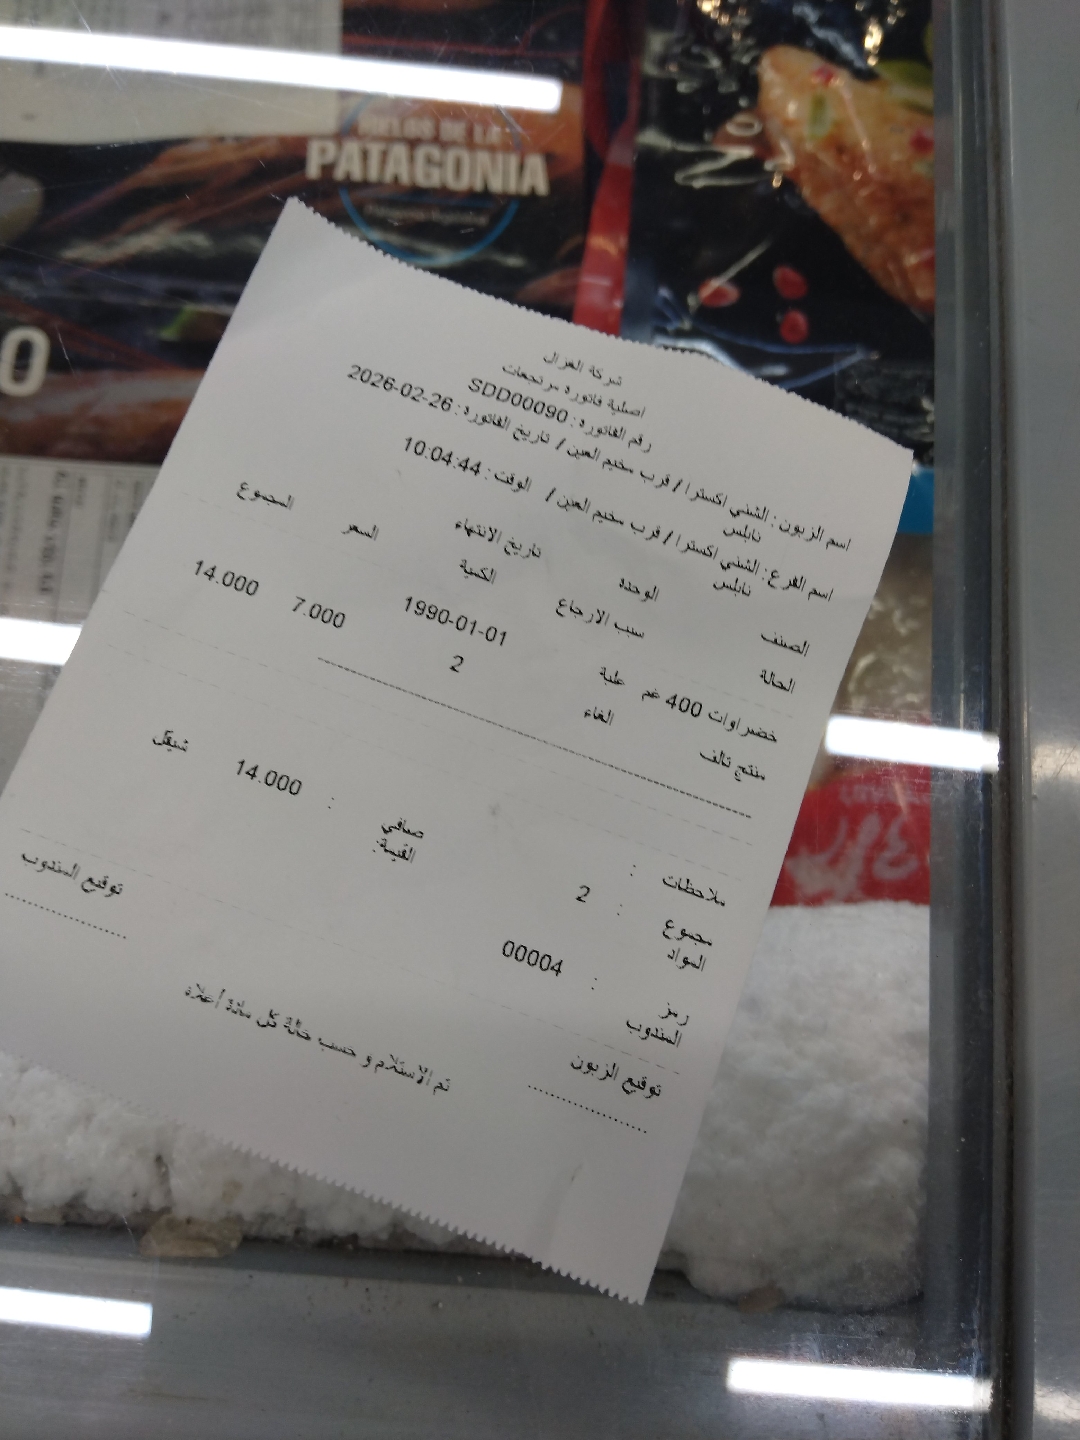 HIELOS DE LA
PATAGONIA
0
شركة الغزال
اصلية فاتورة مرتجعات
رقم الفاتورة : SDD00090
اسم الزبون : الشني اكسترا / قرب مخيم العين / تاريخ الفاتورة : 2026-02-26
نابلس
اسم الفرع : الشني اكسترا / قرب مخيم العين / الوقت : 10:04:44
نابلس
الصنف الوحدة تاريخ الانتهاء السعر المجموع
الحالة سبب الارجاع الكمية
خضراوات 400 غم علبة 1990-01-01 7.000 14.000
منتج تالف الغاء 2
ملاحظات :
مجموع المواد : 2 صافي القيمة: : 14.000 شيقل
رمز المندوب : 00004
توقيع الزبون توقيع المندوب
تم الاستلام و حسب حالة كل مادة أعلاه